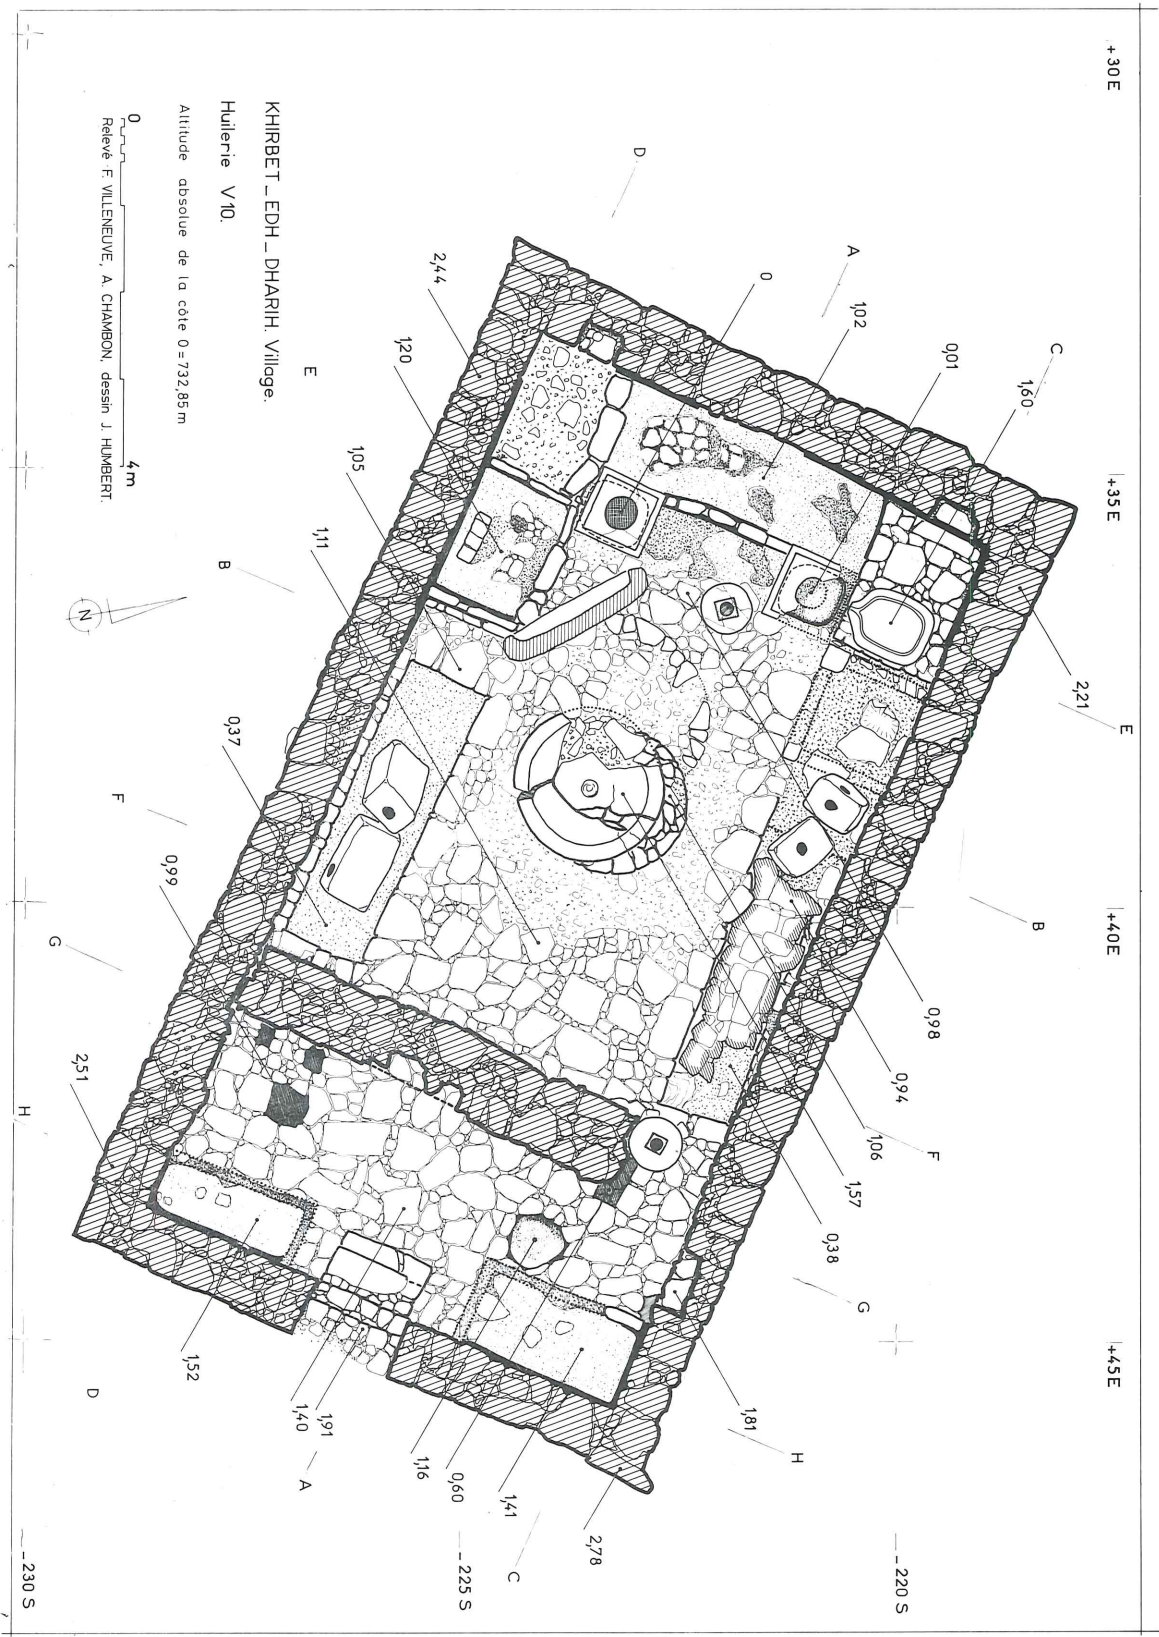 KHIRBET_EDH_DHARIH. Village.
Huilerie V10.
Altitude absolue de la côte 0 = 732,85 m
0 4 m
Relevé F. VILLENEUVE, A. CHAMBON, dessin J. HUMBERT.
+30 E
+35 E
+40 E
+45 E
-220 S
-225 S
-230 S
N
D
A
C
E
B
F
G
H
E
B
F
G
H
D
A
C
0
1,02
0,01
1,60
2,21
2,44
1,20
1,05
1,11
0,37
0,99
2,51
0,98
0,94
1,06
1,57
0,38
1,81
2,78
1,41
0,60
1,16
1,91
1,40
1,52